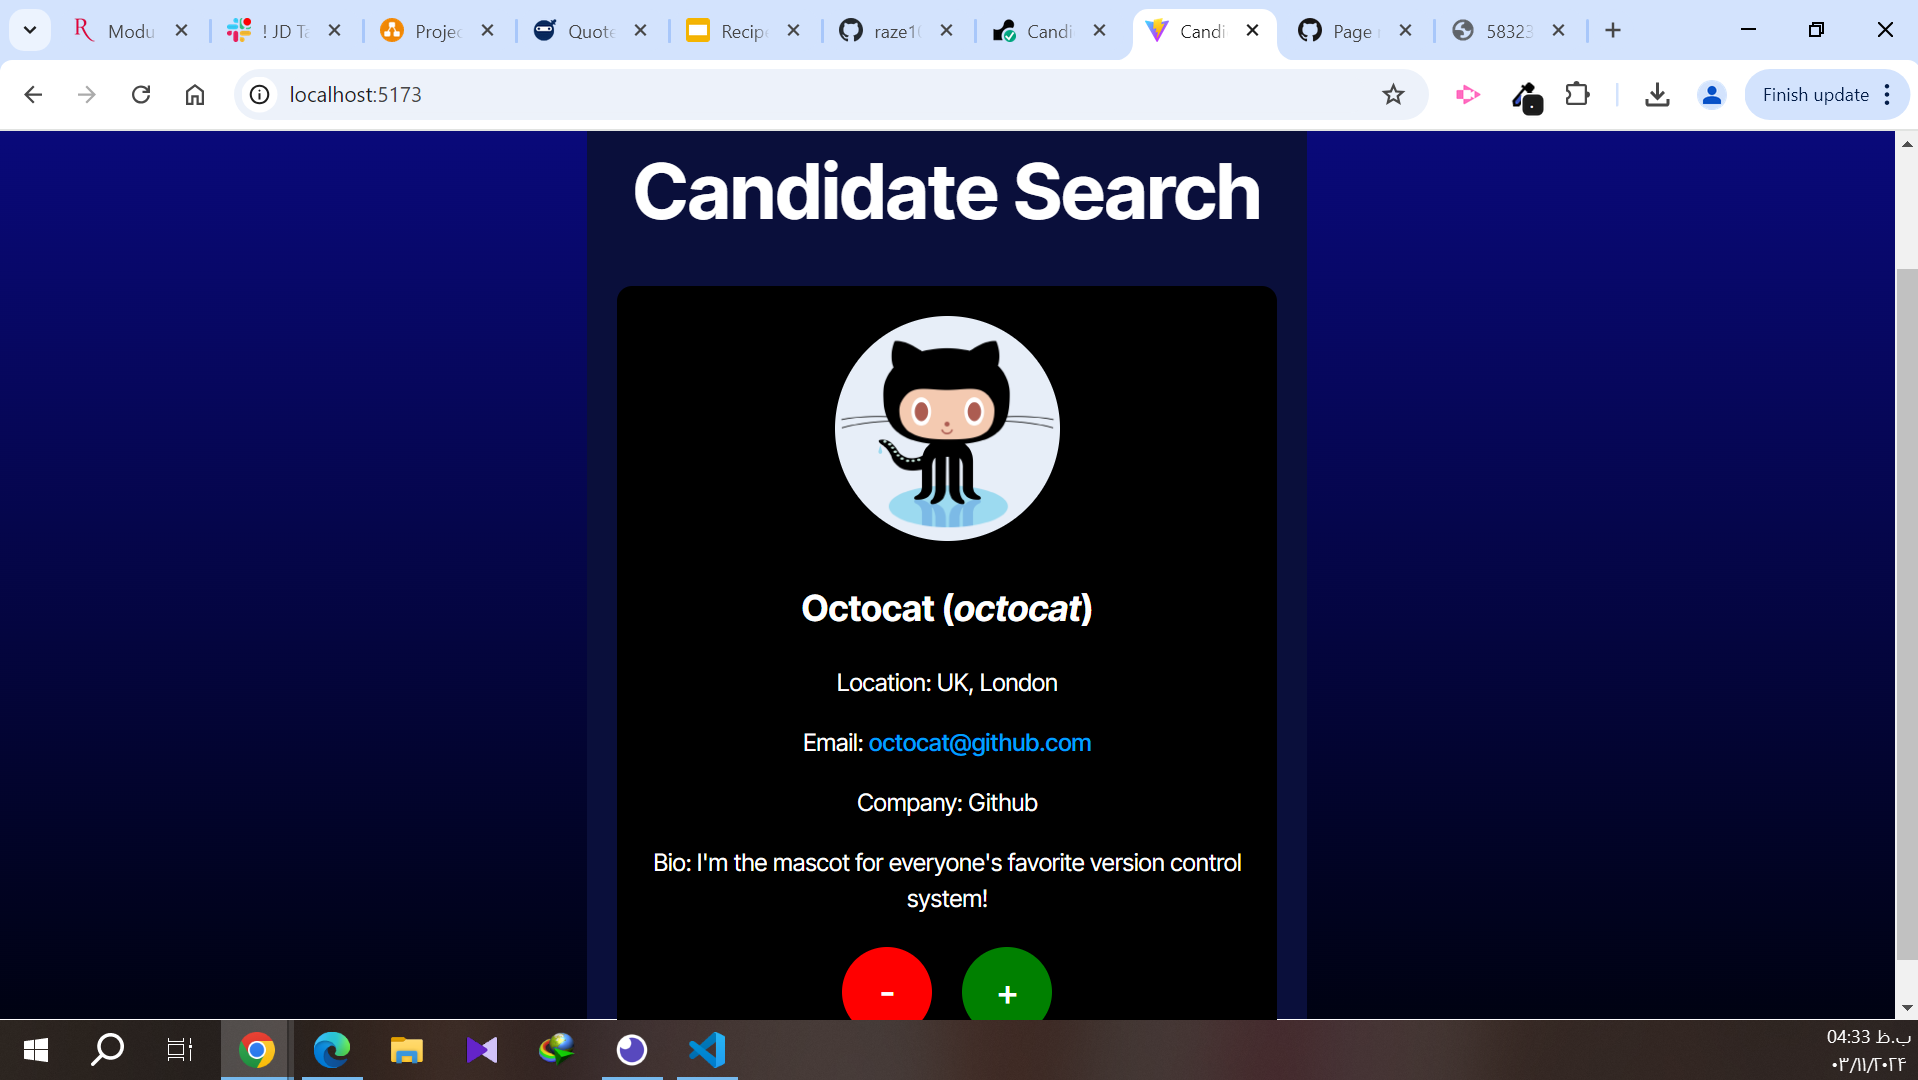 Modu
! JD Ta
Projec
Quote
Recipe
raze10
Candi
Candi
Page
58323
localhost:5173
Finish update
Candidate Search
Octocat (octocat)
Location: UK, London
Email: octocat@github.com
Company: Github
Bio: I'm the mascot for everyone's favorite version control
system!
-
+
04:33 ب.ظ
۰۳/۱۱/۲۰۲۴